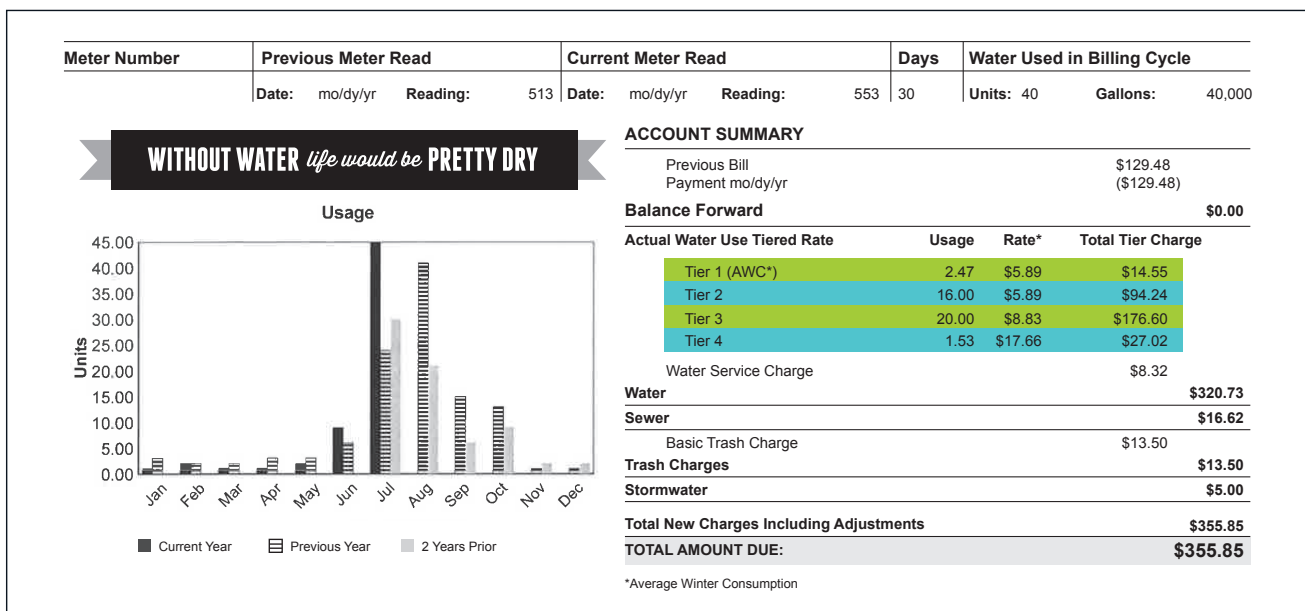 Meter Number Previous Meter Read Current Meter Read Days Water Used in Billing Cycle
Date: mo/dy/yr Reading: 513 Date: mo/dy/yr Reading: 553 30 Units: 40 Gallons: 40,000
WITHOUT WATER life would be PRETTY DRY
Usage
45.00
40.00
35.00
30.00
25.00
20.00
15.00
10.00
5.00
0.00
Units
Jan Feb Mar Apr May Jun Jul Aug Sep Oct Nov Dec
Current Year Previous Year 2 Years Prior
ACCOUNT SUMMARY
Previous Bill $129.48
Payment mo/dy/yr ($129.48)
Balance Forward $0.00
Actual Water Use Tiered Rate Usage Rate* Total Tier Charge
Tier 1 (AWC*) 2.47 $5.89 $14.55
Tier 2 16.00 $5.89 $94.24
Tier 3 20.00 $8.83 $176.60
Tier 4 1.53 $17.66 $27.02
Water Service Charge $8.32
Water $320.73
Sewer $16.62
Basic Trash Charge $13.50
Trash Charges $13.50
Stormwater $5.00
Total New Charges Including Adjustments $355.85
TOTAL AMOUNT DUE: $355.85
*Average Winter Consumption